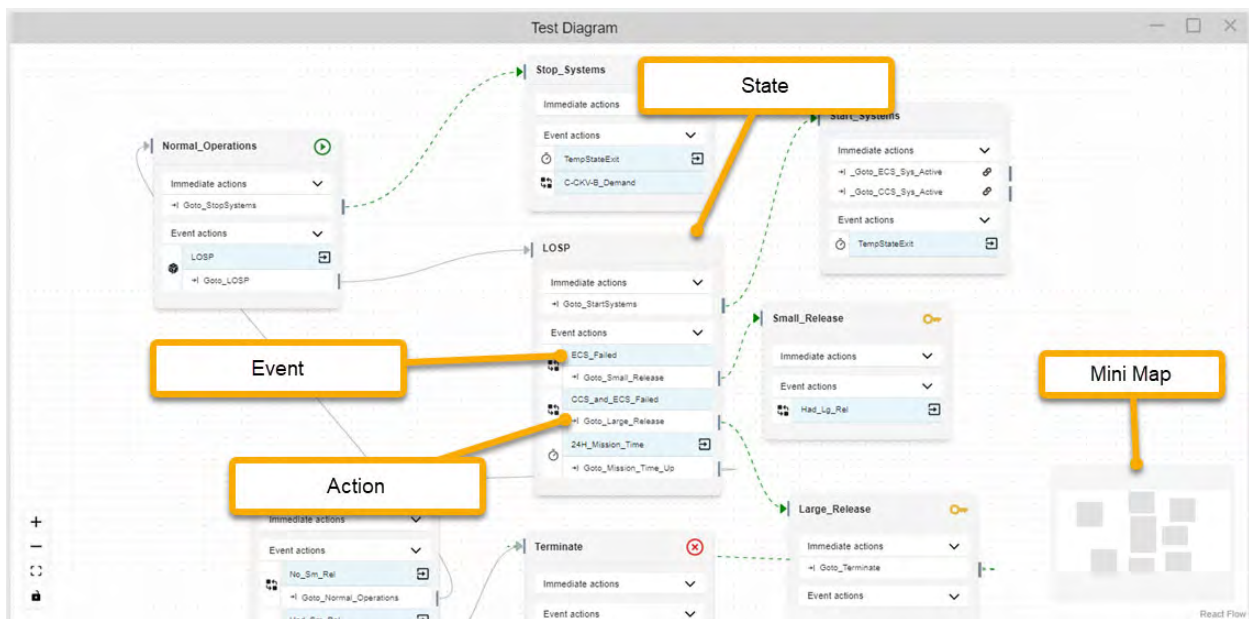 Test Diagram
Stop_Systems
Immediate actions
Event actions
TempStateExit
C-CKV-B_Demand
State
Start_Systems
Immediate actions
_Goto_ECS_Sys_Active
_Goto_CCS_Sys_Active
Event actions
TempStateExit
Normal_Operations
Immediate actions
Goto_StopSystems
Event actions
LOSP
Goto_LOSP
LOSP
Immediate actions
Goto_StartSystems
Event actions
ECS_Failed
Goto_Small_Release
CCS_and_ECS_Failed
Goto_Large_Release
24H_Mission_Time
Goto_Mission_Time_Up
Small_Release
Immediate actions
Event actions
Had_Lg_Rel
Event
Mini Map
Action
Immediate actions
Event actions
No_Sm_Rel
Goto_Normal_Operations
Terminate
Immediate actions
Event actions
Large_Release
Immediate actions
Goto_Terminate
Event actions
React Flow